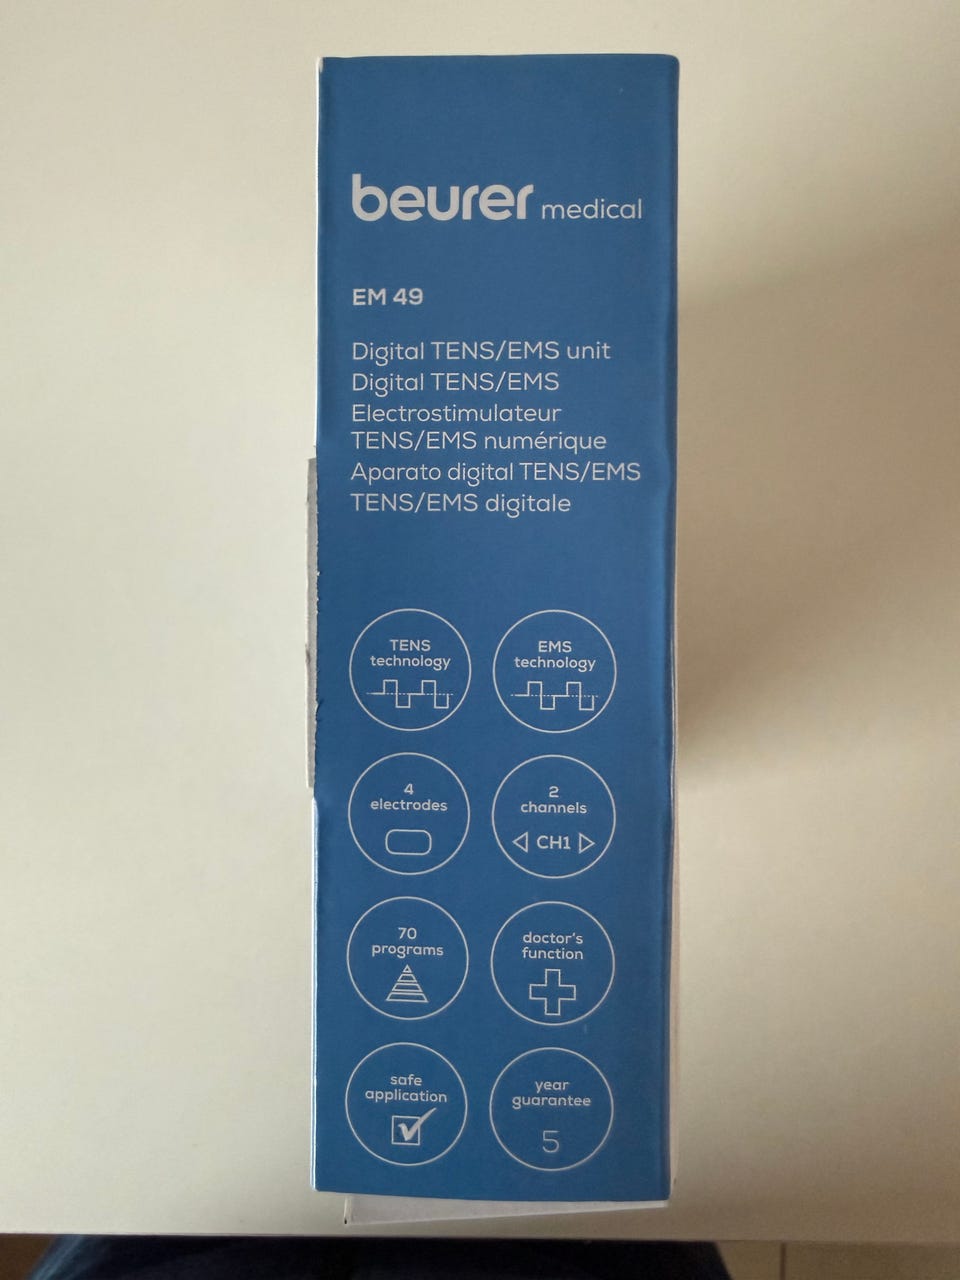 beurer medical
EM 49
Digital TENS/EMS unit
Digital TENS/EMS
Electrostimulateur
TENS/EMS numérique
Aparato digital TENS/EMS
TENS/EMS digitale
TENS
technology
EMS
technology
4
electrodes
2
channels
CH1
70
programs
doctor's
function
safe
application
year
guarantee
5